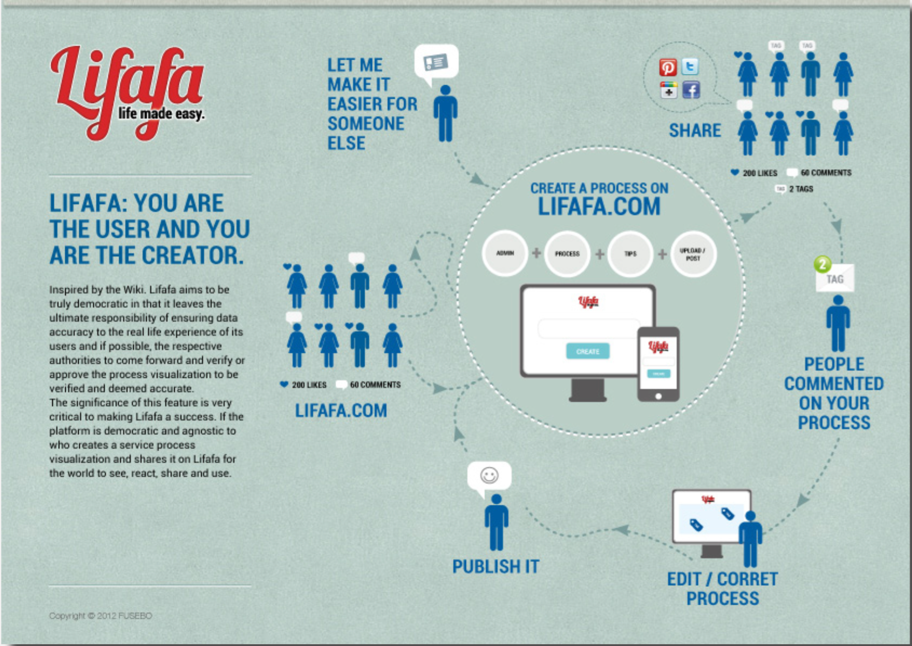 Lifafa
life made easy.
LIFAFA: YOU ARE
THE USER AND YOU
ARE THE CREATOR.
Inspired by the Wiki. Lifafa aims to be
truly democratic in that it leaves the
ultimate responsibility of ensuring data
accuracy to the real life experience of its
users and if possible, the respective
authorities to come forward and verify or
approve the process visualization to be
verified and deemed accurate.
The significance of this feature is very
critical to making Lifafa a success. If the
platform is democratic and agnostic to
who creates a service process
visualization and shares it on Lifafa for
the world to see, react, share and use.
Copyright © 2012 FUSEBO
LET ME
MAKE IT
EASIER FOR
SOMEONE
ELSE
CREATE A PROCESS ON
LIFAFA.COM
ADMIN + PROCESS + TIPS + UPLOAD /
POST
Lifafa
CREATE
Lifafa
SHARE
TAG TAG
200 LIKES 60 COMMENTS
TAG 2 TAGS
2
TAG
PEOPLE
COMMENTED
ON YOUR
PROCESS
Lifafa
EDIT / CORRET
PROCESS
PUBLISH IT
200 LIKES 60 COMMENTS
LIFAFA.COM